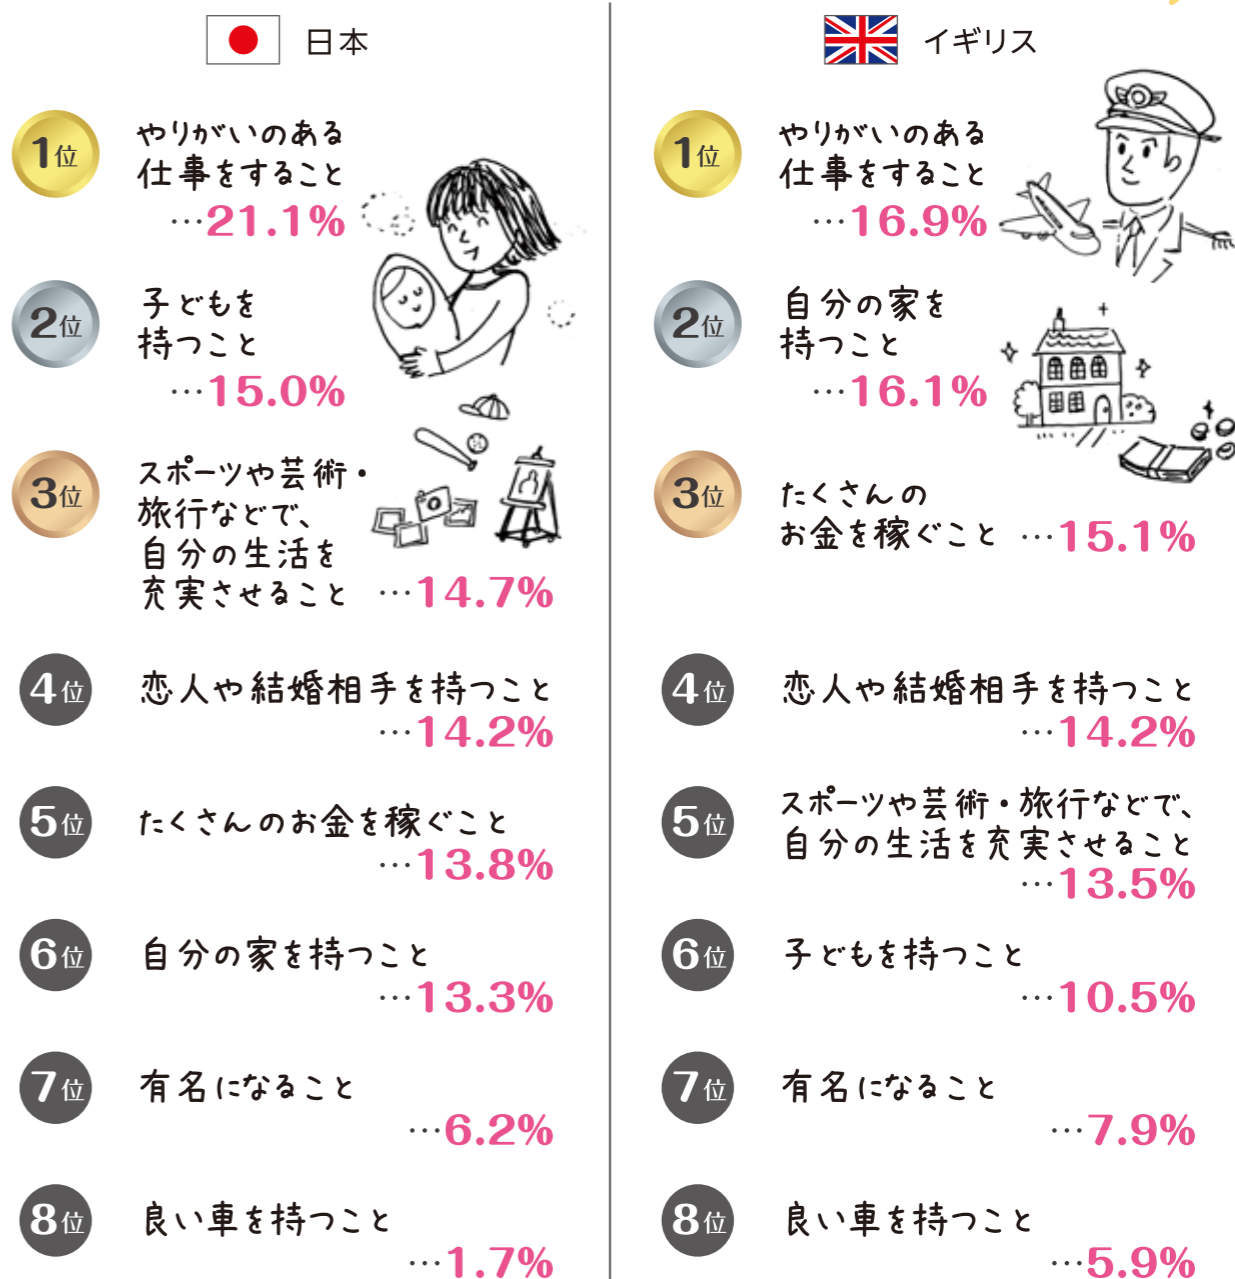 日本
1位
やりがいのある
仕事をすること
…21.1%
2位
子どもを
持つこと
…15.0%
3位
スポーツや芸術・
旅行などで、
自分の生活を
充実させること …14.7%
4位 恋人や結婚相手を持つこと
…14.2%
5位 たくさんのお金を稼ぐこと
…13.8%
6位 自分の家を持つこと
…13.3%
7位 有名になること
…6.2%
8位 良い車を持つこと
…1.7%
イギリス
1位
やりがいのある
仕事をすること
…16.9%
2位
自分の家を
持つこと
…16.1%
3位
たくさんの
お金を稼ぐこと …15.1%
4位 恋人や結婚相手を持つこと
…14.2%
5位
スポーツや芸術・旅行などで、
自分の生活を充実させること
…13.5%
6位 子どもを持つこと
…10.5%
7位 有名になること
…7.9%
8位 良い車を持つこと
…5.9%